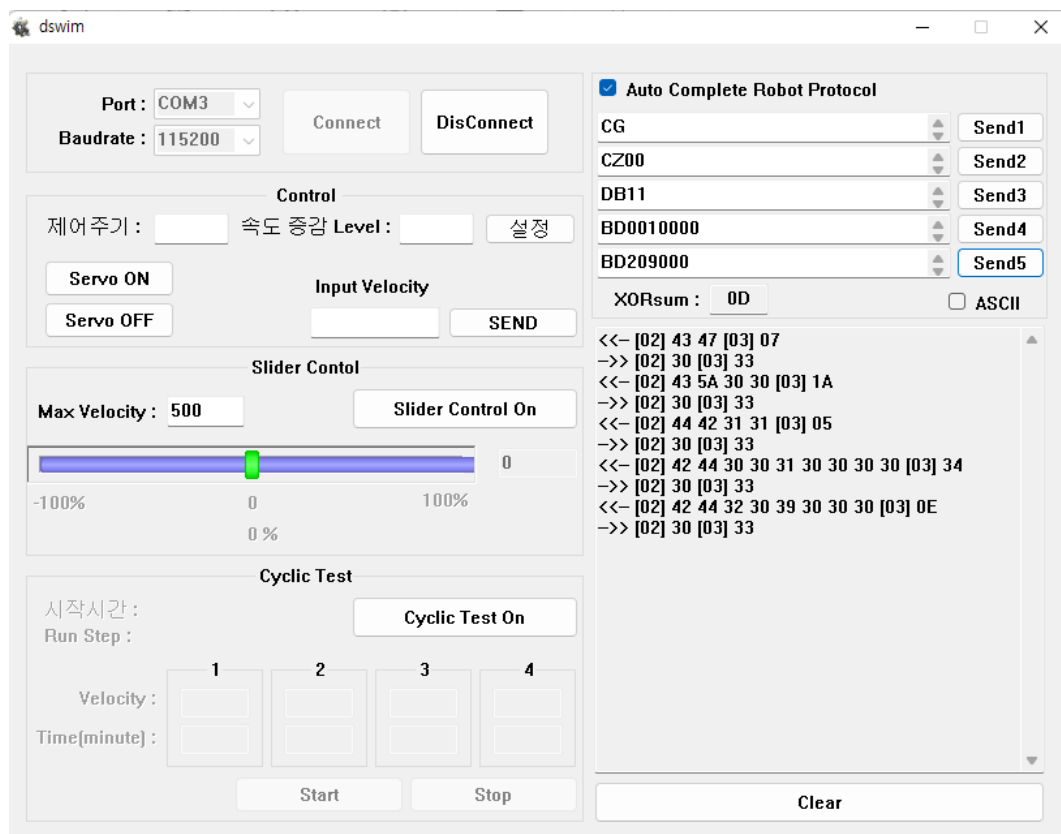 dswim
Port : COM3
Baudrate : 115200
Connect
DisConnect
Control
제어주기 :
속도 증감 Level :
설정
Servo ON
Servo OFF
Input Velocity
SEND
Slider Contol
Max Velocity : 500
Slider Control On
0
-100%
0
100%
0 %
Cyclic Test
시작시간 :
Run Step :
Cyclic Test On
1
2
3
4
Velocity :
Time(minute) :
Start
Stop
Auto Complete Robot Protocol
CG
Send1
CZ00
Send2
DB11
Send3
BD0010000
Send4
BD209000
Send5
XORsum : 0D
ASCII
<<- [02] 43 47 [03] 07
->> [02] 30 [03] 33
<<- [02] 43 5A 30 30 [03] 1A
->> [02] 30 [03] 33
<<- [02] 44 42 31 31 [03] 05
->> [02] 30 [03] 33
<<- [02] 42 44 30 30 31 30 30 30 30 [03] 34
->> [02] 30 [03] 33
<<- [02] 42 44 32 30 39 30 30 30 [03] 0E
->> [02] 30 [03] 33
Clear